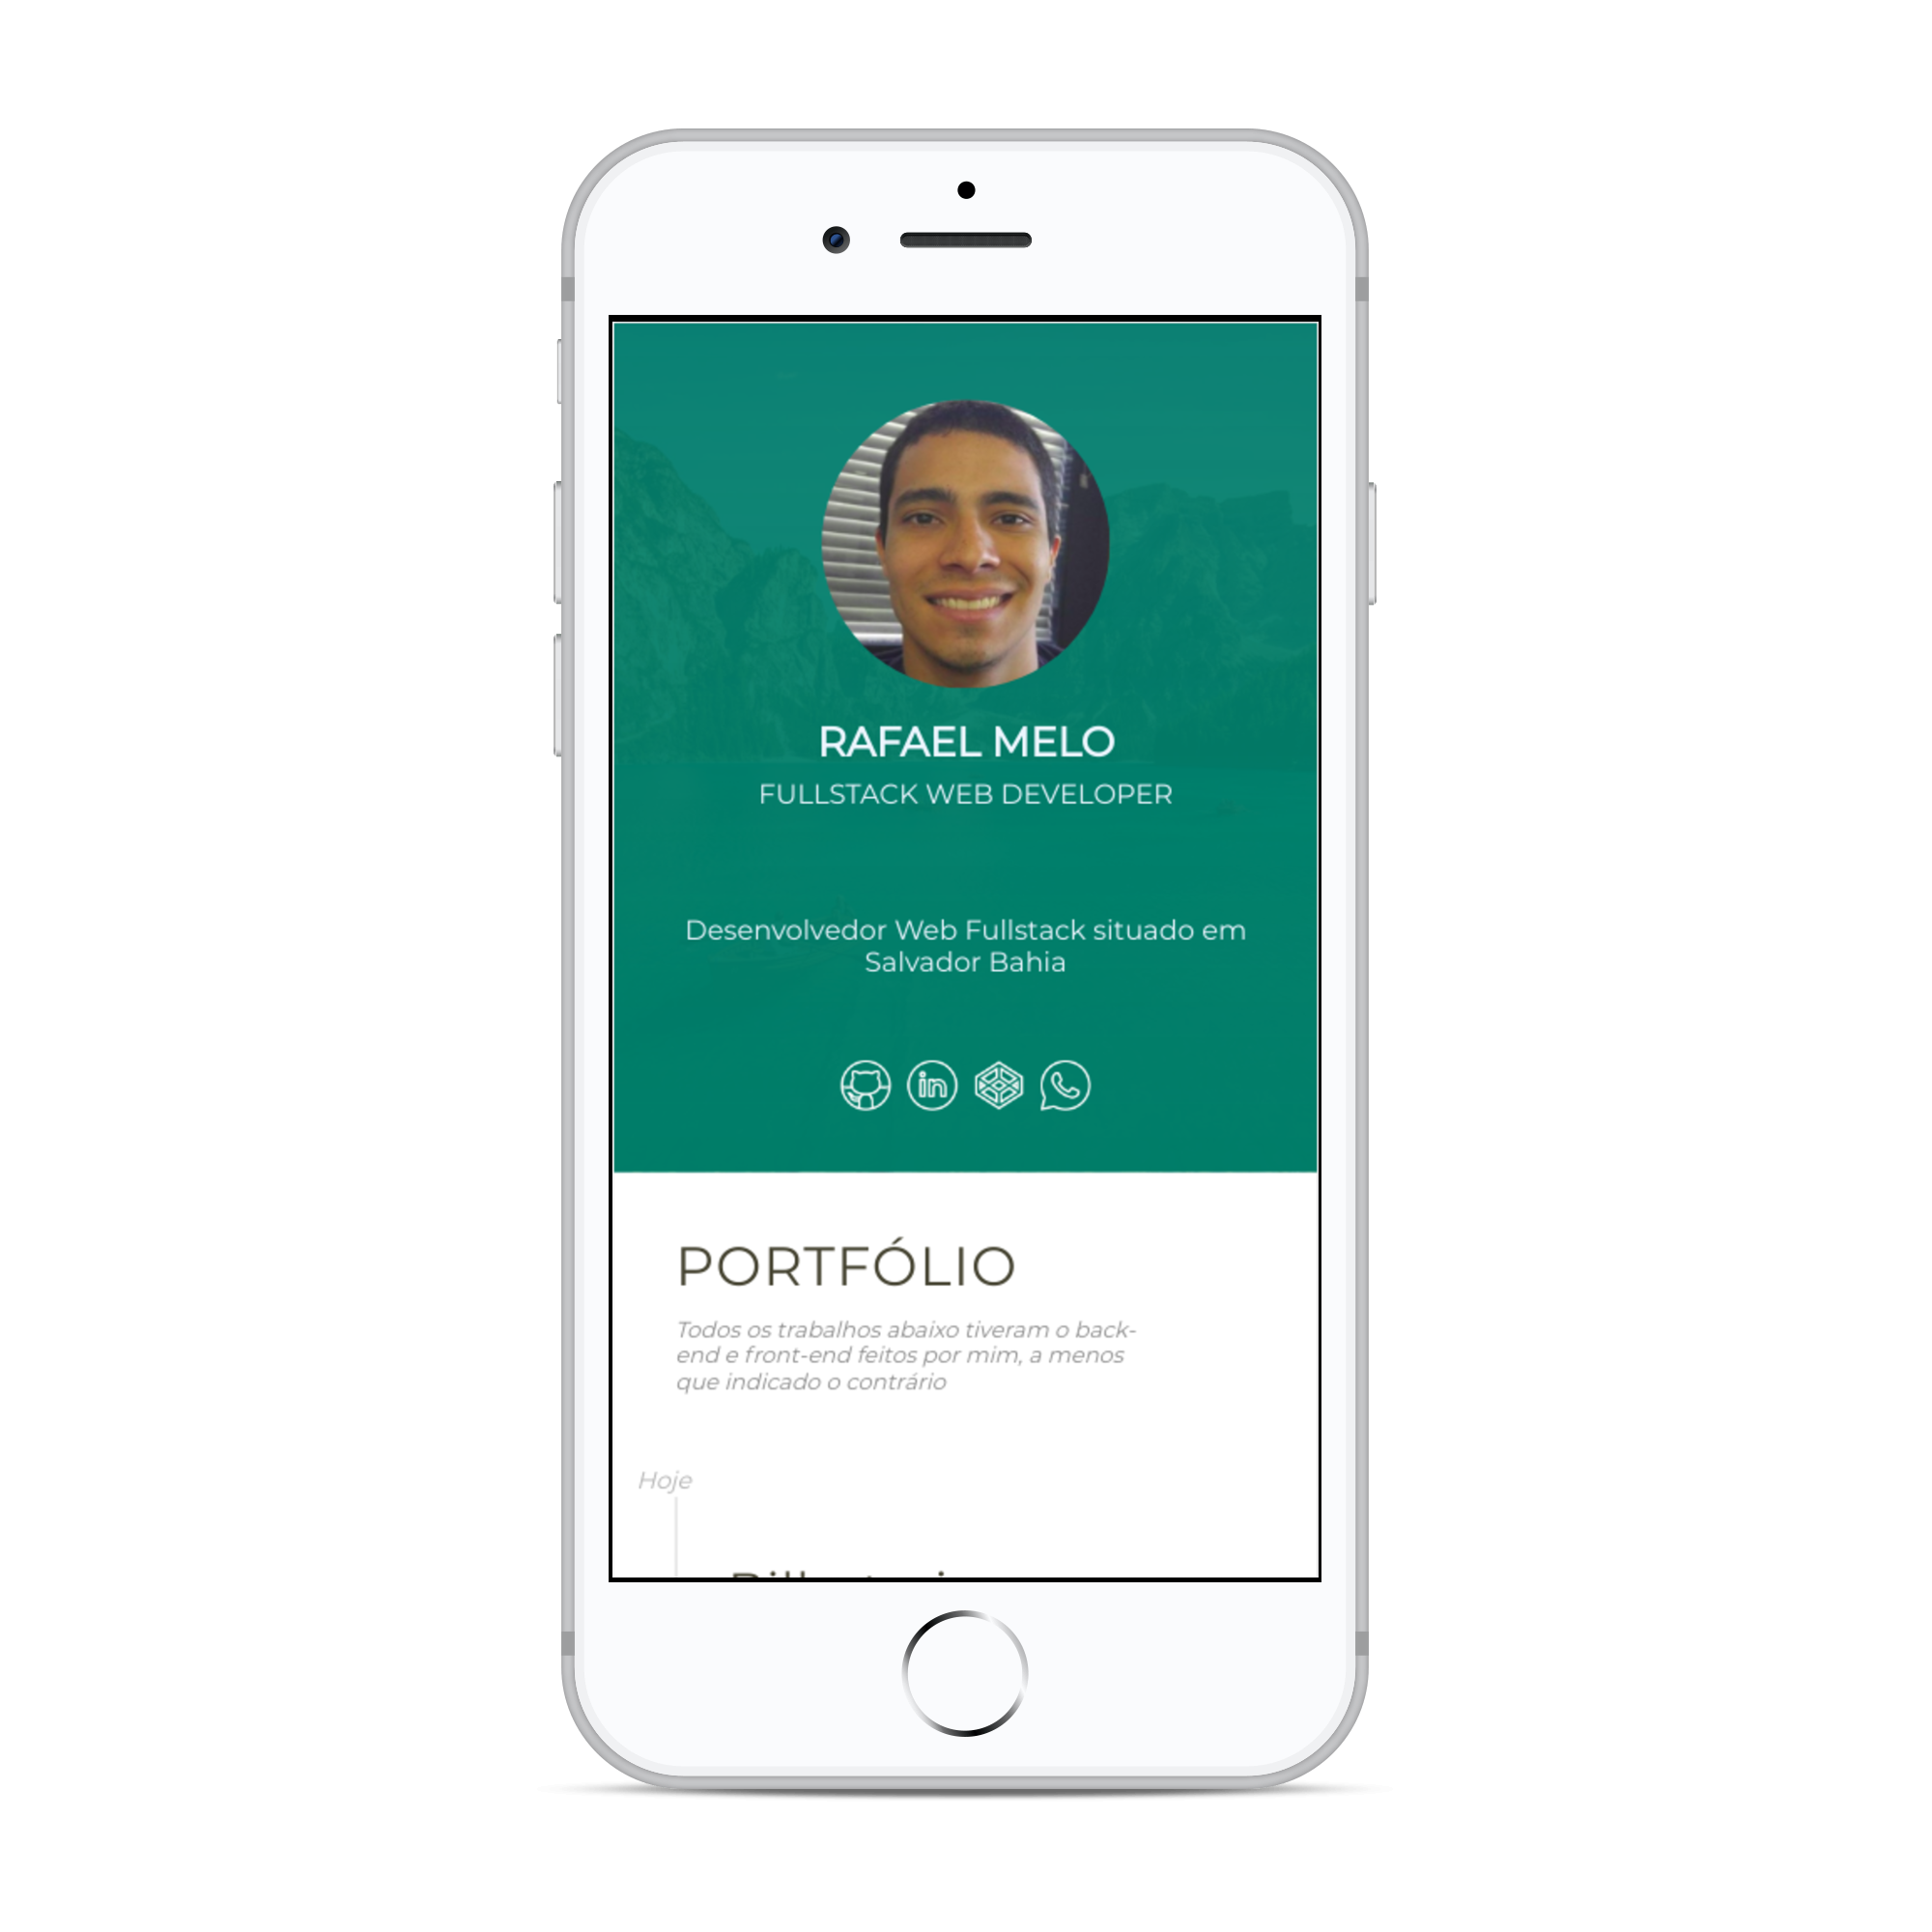 RAFAEL MELO
FULLSTACK WEB DEVELOPER
Desenvolvedor Web Fullstack situado em
Salvador Bahia
in
PORTFÓLIO
Todos os trabalhos abaixo tiveram o back-
end e front-end feitos por mim, a menos
que indicado o contrário
Hoje